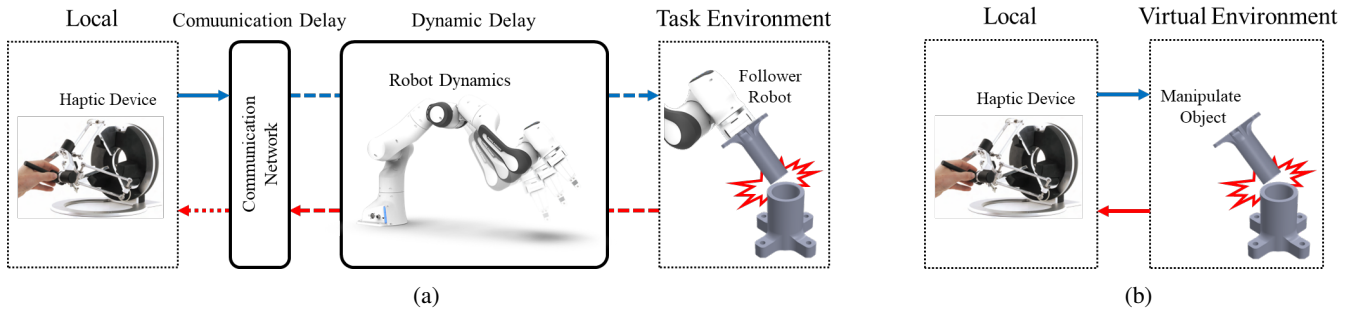 Local
Comuunication Delay
Dynamic Delay
Task Environment
Haptic Device
Communication
Network
Robot Dynamics
Follower
Robot
(a)
Local
Virtual Environment
Haptic Device
Manipulate
Object
(b)